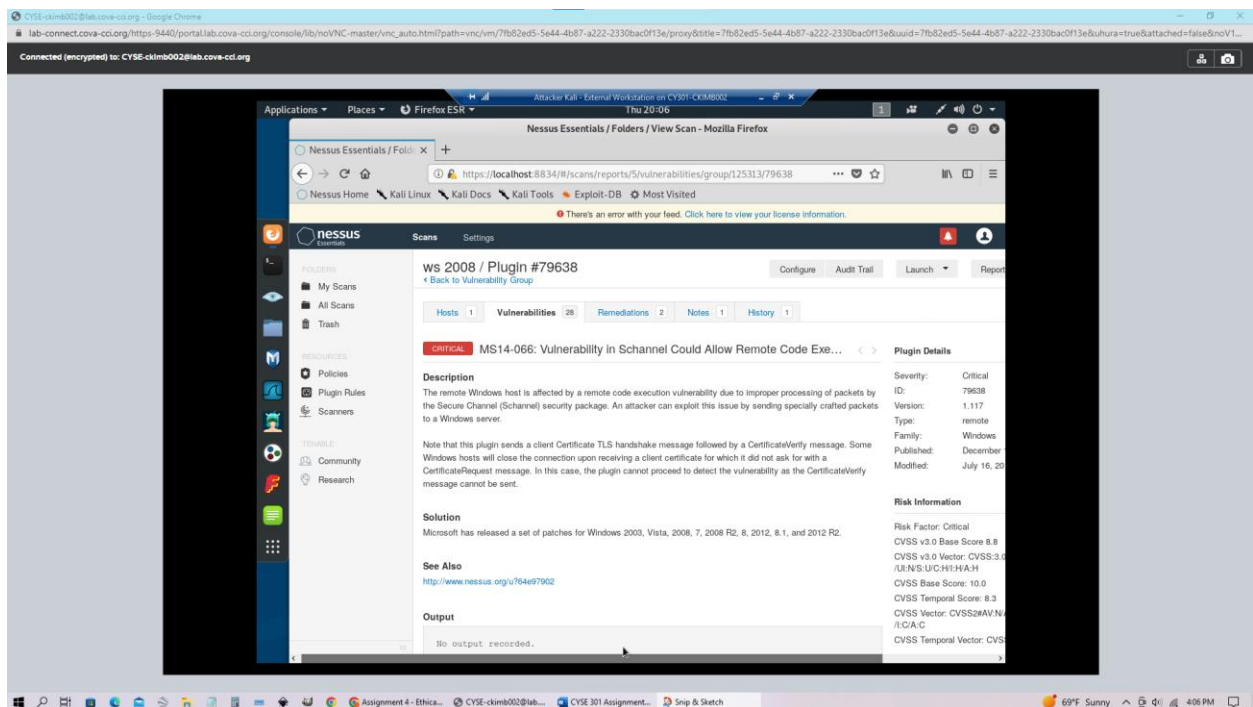 CYSE-ckimb002@lab.cova-cci.org - Google Chrome
lab-connect.cova-cci.org/https-9440/portal.lab.cova-cci.org/console/lib/noVNC-master/vnc_auto.html?path=vnc/vm/7fb82ed5-5e44-4b87-a222-2330bac0f13e/proxy&title=7fb82ed5-5e44-4b87-a222-2330bac0f13e&uuid=7fb82ed5-5e44-4b87-a222-2330bac0f13e&uhura=true&attached=false&noV1...
Connected (encrypted) to: CYSE-ckimb002@lab.cova-cci.org
Attacker Kali - External Workstation on CY301-CKIMB002
Applications Places Firefox ESR Thu 20:06 1
Nessus Essentials / Folders / View Scan - Mozilla Firefox
Nessus Essentials / Fold
https://localhost:8834/#/scans/reports/5/vulnerabilities/group/125313/79638
Nessus Home Kali Linux Kali Docs Kali Tools Exploit-DB Most Visited
There's an error with your feed. Click here to view your license information.
nessus Essentials Scans Settings
FOLDERS
My Scans
All Scans
Trash
RESOURCES
Policies
Plugin Rules
Scanners
TENABLE
Community
Research
ws 2008 / Plugin #79638
Back to Vulnerability Group
Configure Audit Trail Launch Report
Hosts 1 Vulnerabilities 28 Remediations 2 Notes 1 History 1
CRITICAL MS14-066: Vulnerability in Schannel Could Allow Remote Code Exe...
Description
The remote Windows host is affected by a remote code execution vulnerability due to improper processing of packets by
the Secure Channel (Schannel) security package. An attacker can exploit this issue by sending specially crafted packets
to a Windows server.
Note that this plugin sends a client Certificate TLS handshake message followed by a CertificateVerify message. Some
Windows hosts will close the connection upon receiving a client certificate for which it did not ask for with a
CertificateRequest message. In this case, the plugin cannot proceed to detect the vulnerability as the CertificateVerify
message cannot be sent.
Solution
Microsoft has released a set of patches for Windows 2003, Vista, 2008, 7, 2008 R2, 8, 2012, 8.1, and 2012 R2.
See Also
http://www.nessus.org/u?64e97902
Output
No output recorded.
Plugin Details
Severity: Critical
ID: 79638
Version: 1.117
Type: remote
Family: Windows
Published: December
Modified: July 16, 20
Risk Information
Risk Factor: Critical
CVSS v3.0 Base Score 8.8
CVSS v3.0 Vector: CVSS:3.0
/UI:N/S:U/C:H/I:H/A:H
CVSS Base Score: 10.0
CVSS Temporal Score: 8.3
CVSS Vector: CVSS2#AV:N/
/I:C/A:C
CVSS Temporal Vector: CVS
Assignment 4 - Ethica... CYSE-ckimb002@lab.... CYSE 301 Assignment... Snip & Sketch 69°F Sunny 4:06 PM